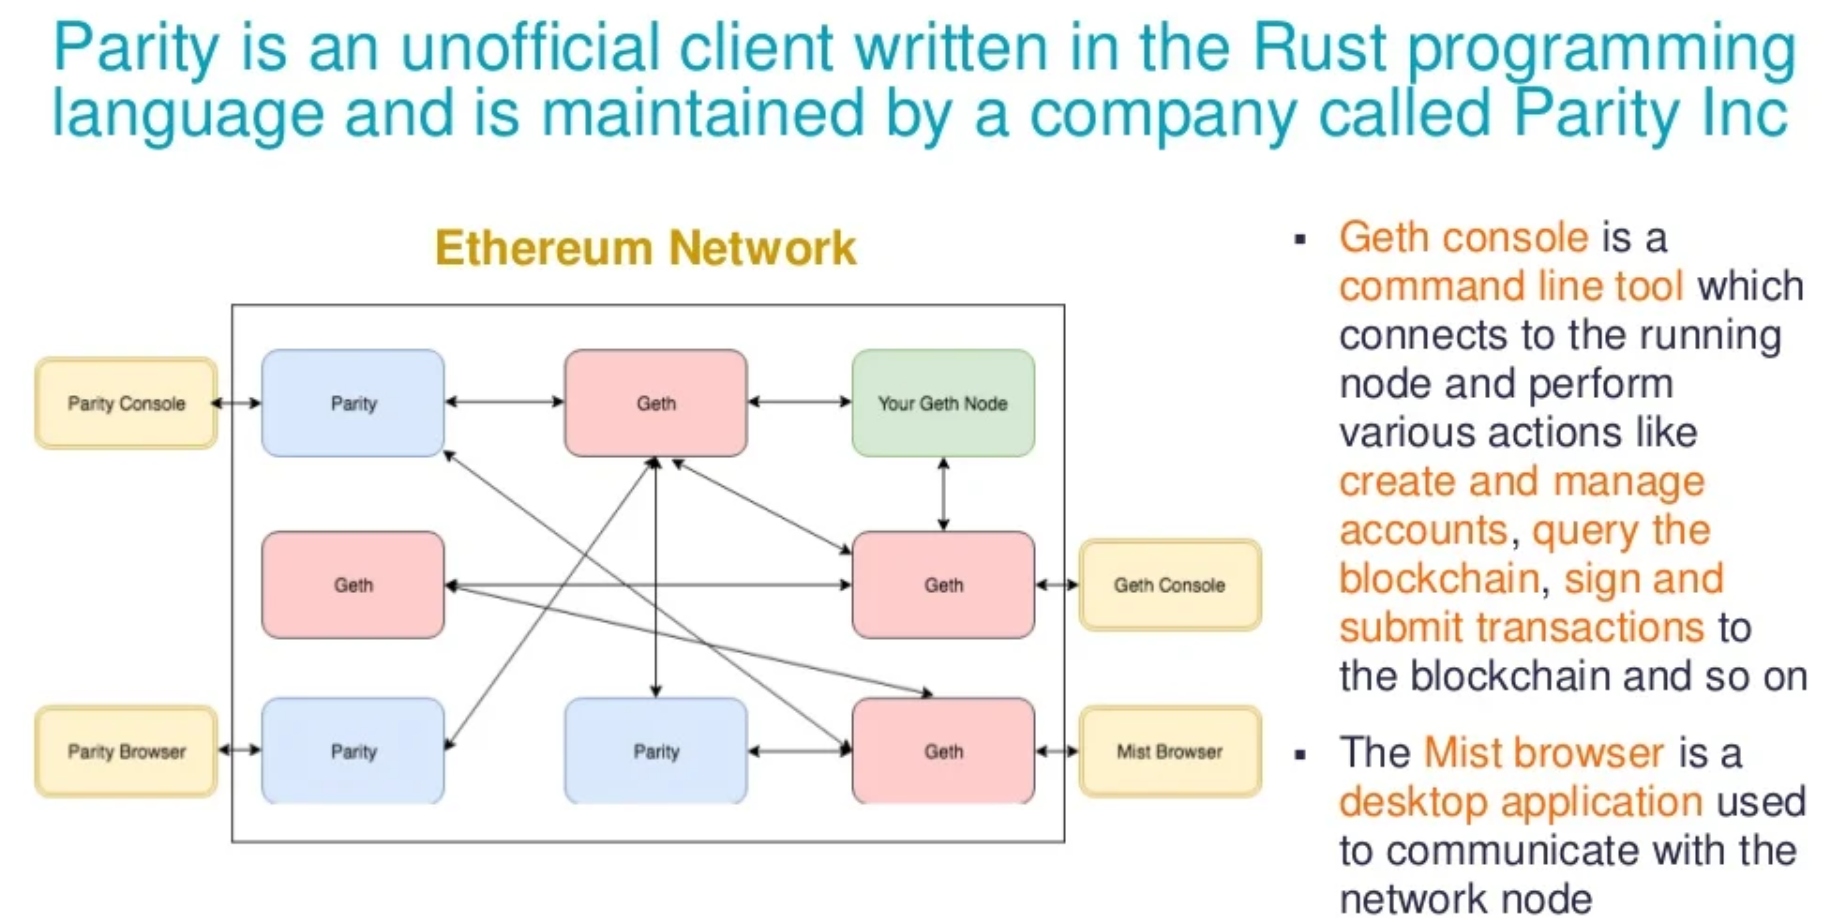 Parity is an unofficial client written in the Rust programming
language and is maintained by a company called Parity Inc
Ethereum Network
Parity Console
Parity
Geth
Your Geth Node
Geth
Geth
Geth Console
Parity Browser
Parity
Parity
Geth
Mist Browser
▪ Geth console is a
command line tool which
connects to the running
node and perform
various actions like
create and manage
accounts, query the
blockchain, sign and
submit transactions to
the blockchain and so on
▪ The Mist browser is a
desktop application used
to communicate with the
network node